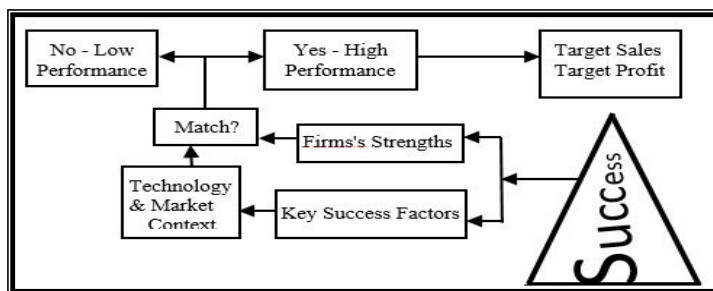 No - Low
Performance
Yes - High
Performance
Target Sales
Target Profit
Match?
Firms's Strengths
Technology
& Market
Context
Key Success Factors
Success